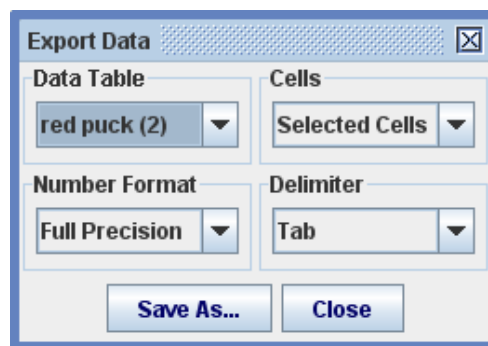 Export Data
Data Table
Cells
red puck (2)
Selected Cells
Number Format
Delimiter
Full Precision
Tab
Save As...
Close